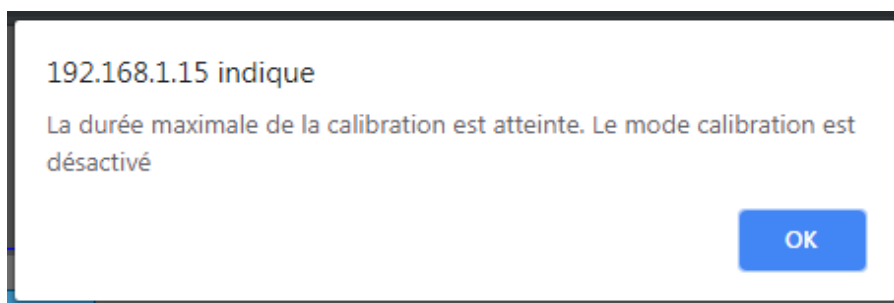 192.168.1.15 indique
La durée maximale de la calibration est atteinte. Le mode calibration est
désactivé
OK